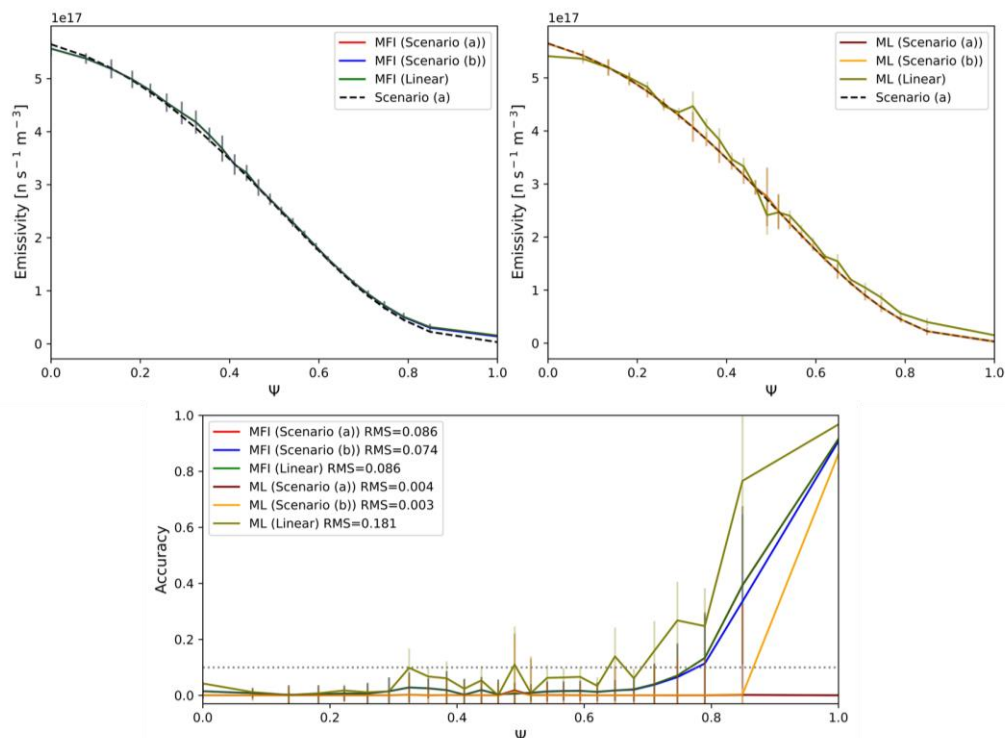 1e17
MFI (Scenario (a))
MFI (Scenario (b))
MFI (Linear)
Scenario (a)
Emissivity [n s⁻¹ m⁻³]
5
4
3
2
1
0
0.0 0.2 0.4 0.6 0.8 1.0
Ψ
1e17
ML (Scenario (a))
ML (Scenario (b))
ML (Linear)
Scenario (a)
Emissivity [n s⁻¹ m⁻³]
5
4
3
2
1
0
0.0 0.2 0.4 0.6 0.8 1.0
Ψ
MFI (Scenario (a)) RMS=0.086
MFI (Scenario (b)) RMS=0.074
MFI (Linear) RMS=0.086
ML (Scenario (a)) RMS=0.004
ML (Scenario (b)) RMS=0.003
ML (Linear) RMS=0.181
Accuracy
1.0
0.8
0.6
0.4
0.2
0.0
0.0 0.2 0.4 0.6 0.8 1.0
Ψ